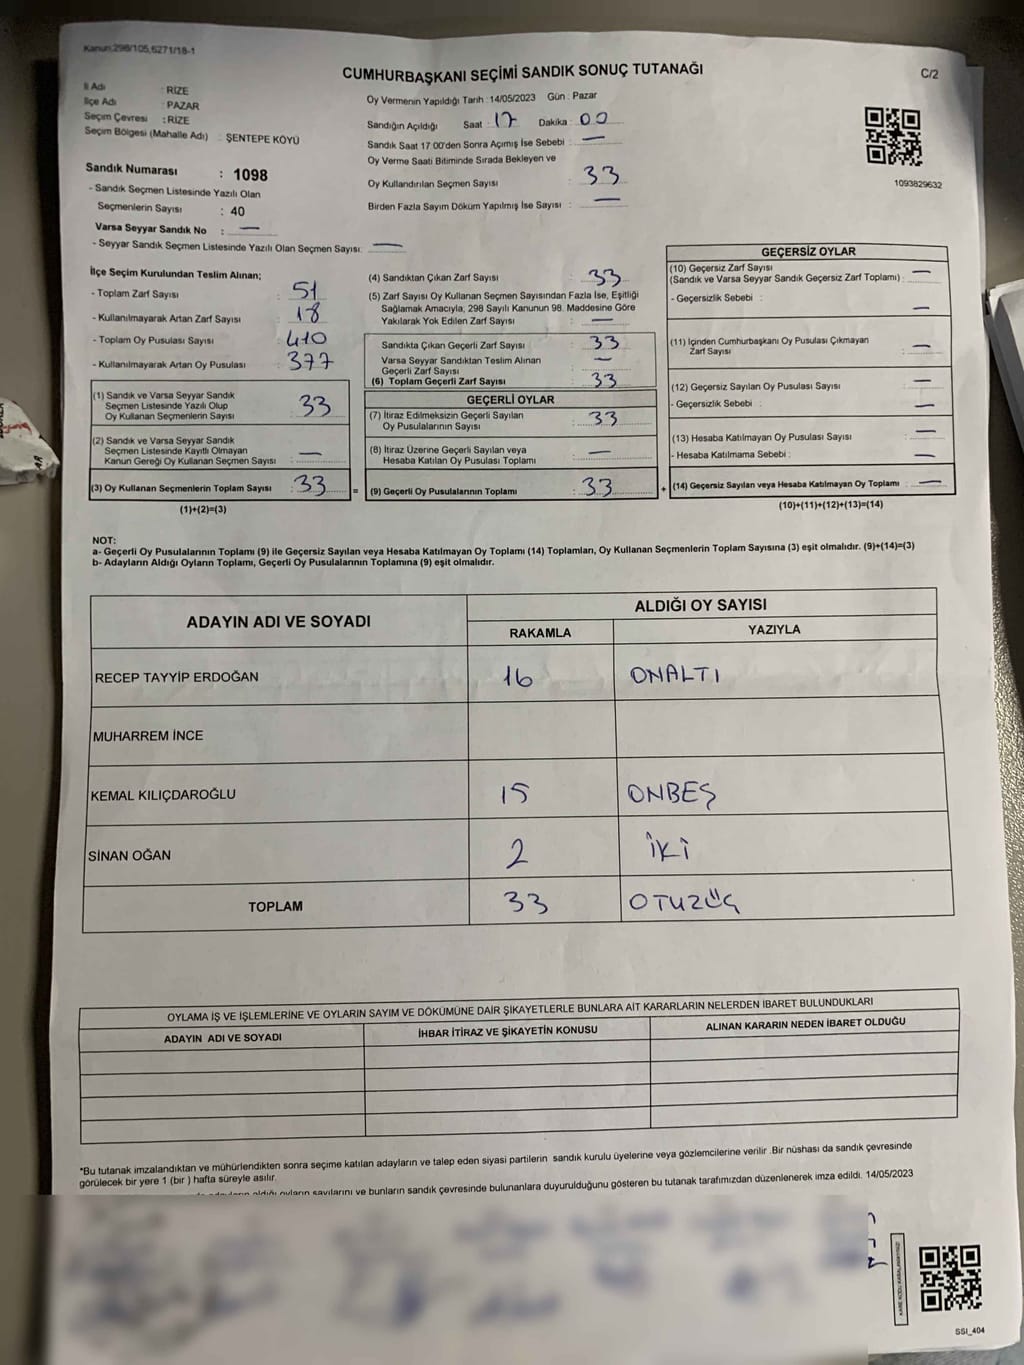 Kanun:298/105,6271/18-1
CUMHURBAŞKANI SEÇİMİ SANDIK SONUÇ TUTANAĞI
C/2
İl Adı : RİZE
İlçe Adı : PAZAR
Seçim Çevresi : RİZE
Seçim Bölgesi (Mahalle Adı) : ŞENTEPE KÖYÜ
Oy Vermenin Yapıldığı Tarih :14/05/2023 Gün : Pazar
Sandığın Açıldığı Saat : 17 Dakika : 00
Sandık Saat 17:00'den Sonra Açımış İse Sebebi : —
Oy Verme Saati Bitiminde Sırada Bekleyen ve
Oy Kullandırılan Seçmen Sayısı : 33
Birden Fazla Sayım Döküm Yapılmış İse Sayısı : —
1093829632
Sandık Numarası : 1098
- Sandık Seçmen Listesinde Yazılı Olan
Seçmenlerin Sayısı : 40
Varsa Seyyar Sandık No : —
- Seyyar Sandık Seçmen Listesinde Yazılı Olan Seçmen Sayısı: —
İlçe Seçim Kurulundan Teslim Alınan;
- Toplam Zarf Sayısı : 51
- Kullanılmayarak Artan Zarf Sayısı : 18
- Toplam Oy Pusulası Sayısı : 410
- Kullanılmayarak Artan Oy Pusulası : 377
(1) Sandık ve Varsa Seyyar Sandık
Seçmen Listesinde Yazılı Olup
Oy Kullanan Seçmenlerin Sayısı : 33
(2) Sandık ve Varsa Seyyar Sandık
Seçmen Listesinde Kayıtlı Olmayan
Kanun Gereği Oy Kullanan Seçmen Sayısı : —
(3) Oy Kullanan Seçmenlerin Toplam Sayısı : 33 =
(1)+(2)=(3)
(4) Sandıktan Çıkan Zarf Sayısı : 33
(5) Zarf Sayısı Oy Kullanan Seçmen Sayısından Fazla İse, Eşitliği
Sağlamak Amacıyla, 298 Sayılı Kanunun 98. Maddesine Göre
Yakılarak Yok Edilen Zarf Sayısı : —
Sandıkta Çıkan Geçerli Zarf Sayısı : 33
Varsa Seyyar Sandıktan Teslim Alınan
Geçerli Zarf Sayısı : —
(6) Toplam Geçerli Zarf Sayısı : 33
GEÇERLİ OYLAR
(7) İtiraz Edilmeksizin Geçerli Sayılan
Oy Pusulalarının Sayısı : 33
(8) İtiraz Üzerine Geçerli Sayılan veya
Hesaba Katılan Oy Pusulası Toplamı : —
(9) Geçerli Oy Pusulalarının Toplamı : 33 +
GEÇERSİZ OYLAR
(10) Geçersiz Zarf Sayısı
(Sandık ve Varsa Seyyar Sandık Geçersiz Zarf Toplamı) : —
- Geçersizlik Sebebi : —
(11) İçinden Cumhurbaşkanı Oy Pusulası Çıkmayan
Zarf Sayısı : —
(12) Geçersiz Sayılan Oy Pusulası Sayısı : —
- Geçersizlik Sebebi : —
(13) Hesaba Katılmayan Oy Pusulası Sayısı : —
- Hesaba Katılmama Sebebi : —
(14) Geçersiz Sayılan veya Hesaba Katılmayan Oy Toplamı : —
(10)+(11)+(12)+(13)=(14)
NOT:
a- Geçerli Oy Pusulalarının Toplamı (9) ile Geçersiz Sayılan veya Hesaba Katılmayan Oy Toplamı (14) Toplamları, Oy Kullanan Seçmenlerin Toplam Sayısına (3) eşit olmalıdır. (9)+(14)=(3)
b- Adayların Aldığı Oyların Toplamı, Geçerli Oy Pusulalarının Toplamına (9) eşit olmalıdır.
ADAYIN ADI VE SOYADI ALDIĞI OY SAYISI
RAKAMLA YAZIYLA
RECEP TAYYİP ERDOĞAN 16 ONALTI
MUHARREM İNCE
KEMAL KILIÇDAROĞLU 15 ONBEŞ
SİNAN OĞAN 2 İKİ
TOPLAM 33 OTUZÜÇ
OYLAMA İŞ VE İŞLEMLERİNE VE OYLARIN SAYIM VE DÖKÜMÜNE DAİR ŞİKAYETLERLE BUNLARA AİT KARARLARIN NELERDEN İBARET BULUNDUKLARI
ADAYIN ADI VE SOYADI İHBAR İTİRAZ VE ŞİKAYETİN KONUSU ALINAN KARARIN NEDEN İBARET OLDUĞU
*Bu tutanak imzalandıktan ve mühürlendikten sonra seçime katılan adayların ve talep eden siyasi partilerin sandık kurulu üyelerine veya gözlemcilerine verilir .Bir nüshası da sandık çevresinde
görülecek bir yere 1 (bir ) hafta süreyle asılır.
adayların aldığı oyların sayılarını ve bunların sandık çevresinde bulunanlara duyurulduğunu gösteren bu tutanak tarafımızdan düzenlenerek imza edildi. 14/05/2023
SSI_404